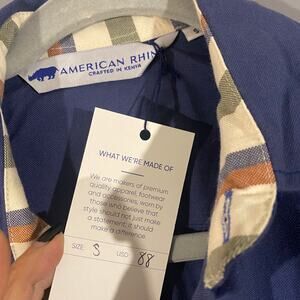 AMERICAN RHIN
CRAFTED IN KENYA
S
WHAT WE'RE MADE OF
We are makers of premium
quality apparel, footwear
and accessories, worn by
those who believe that
style should not just make
a statement; it should
make a difference.
SIZE: S USD 88